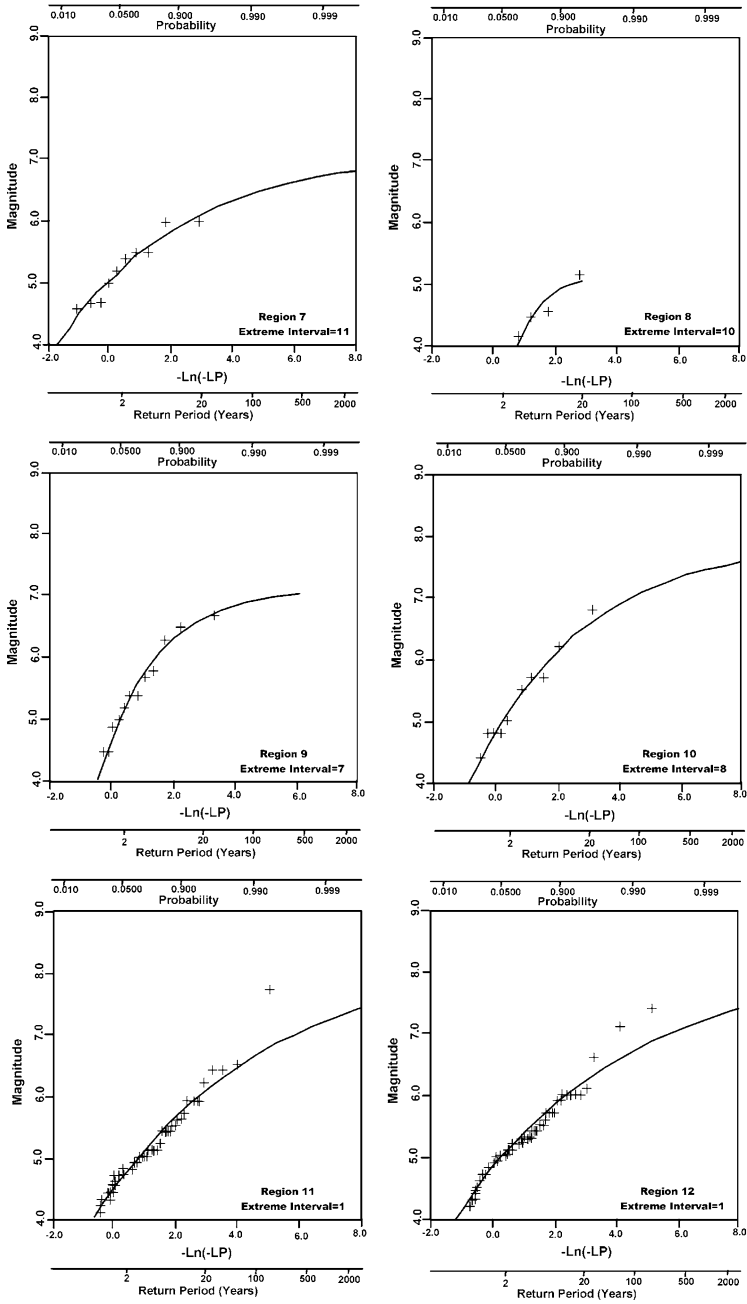 0.010 0.0500 0.900 0.990 0.999
Probability
9.0
8.0
7.0
6.0
5.0
4.0
Magnitude
Region 7
Extreme Interval=11
-2.0 0.0 2.0 4.0 6.0 8.0
-Ln(-LP)
2 20 100 500 2000
Return Period (Years)
0.010 0.0500 0.900 0.990 0.999
Probability
9.0
8.0
7.0
6.0
5.0
4.0
Magnitude
Region 8
Extreme Interval=10
-2.0 0.0 2.0 4.0 6.0 8.0
-Ln(-LP)
2 20 100 500 2000
Return Period (Years)
0.010 0.0500 0.900 0.990 0.999
Probability
9.0
8.0
7.0
6.0
5.0
4.0
Magnitude
Region 9
Extreme Interval=7
-2.0 0.0 2.0 4.0 6.0 8.0
-Ln(-LP)
2 20 100 500 2000
Return Period (Years)
0.010 0.0500 0.900 0.990 0.999
Probability
9.0
8.0
7.0
6.0
5.0
4.0
Magnitude
Region 10
Extreme Interval=8
-2.0 0.0 2.0 4.0 6.0 8.0
-Ln(-LP)
2 20 100 500 2000
Return Period (Years)
0.010 0.0500 0.900 0.990 0.999
Probability
9.0
8.0
7.0
6.0
5.0
4.0
Magnitude
Region 11
Extreme Interval=1
-2.0 0.0 2.0 4.0 6.0 8.0
-Ln(-LP)
2 20 100 500 2000
Return Period (Years)
0.010 0.0500 0.900 0.990 0.999
Probability
9.0
8.0
7.0
6.0
5.0
4.0
Magnitude
Region 12
Extreme Interval=1
-2.0 0.0 2.0 4.0 6.0 8.0
-Ln(-LP)
2 20 100 500 2000
Return Period (Years)